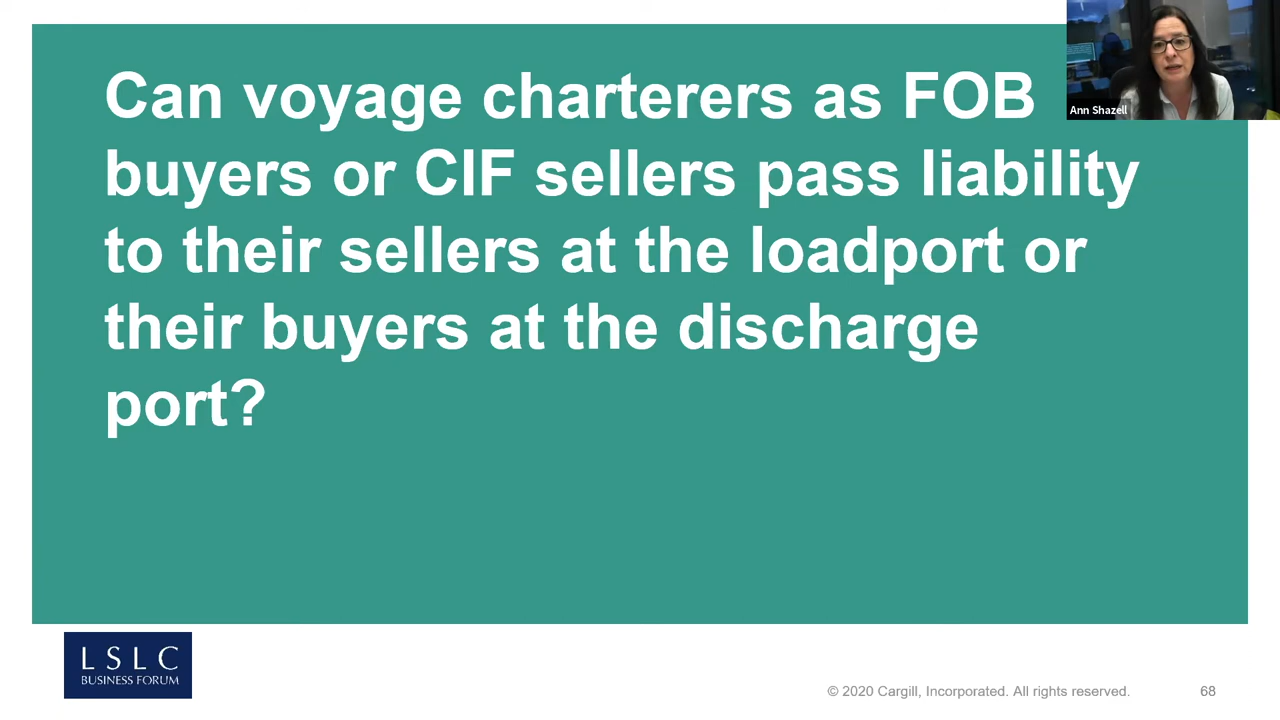 Can voyage charterers as FOB
buyers or CIF sellers pass liability
to their sellers at the loadport or
their buyers at the discharge
port?
Ann Shazell
LSLC
BUSINESS FORUM
© 2020 Cargill, Incorporated. All rights reserved.
68